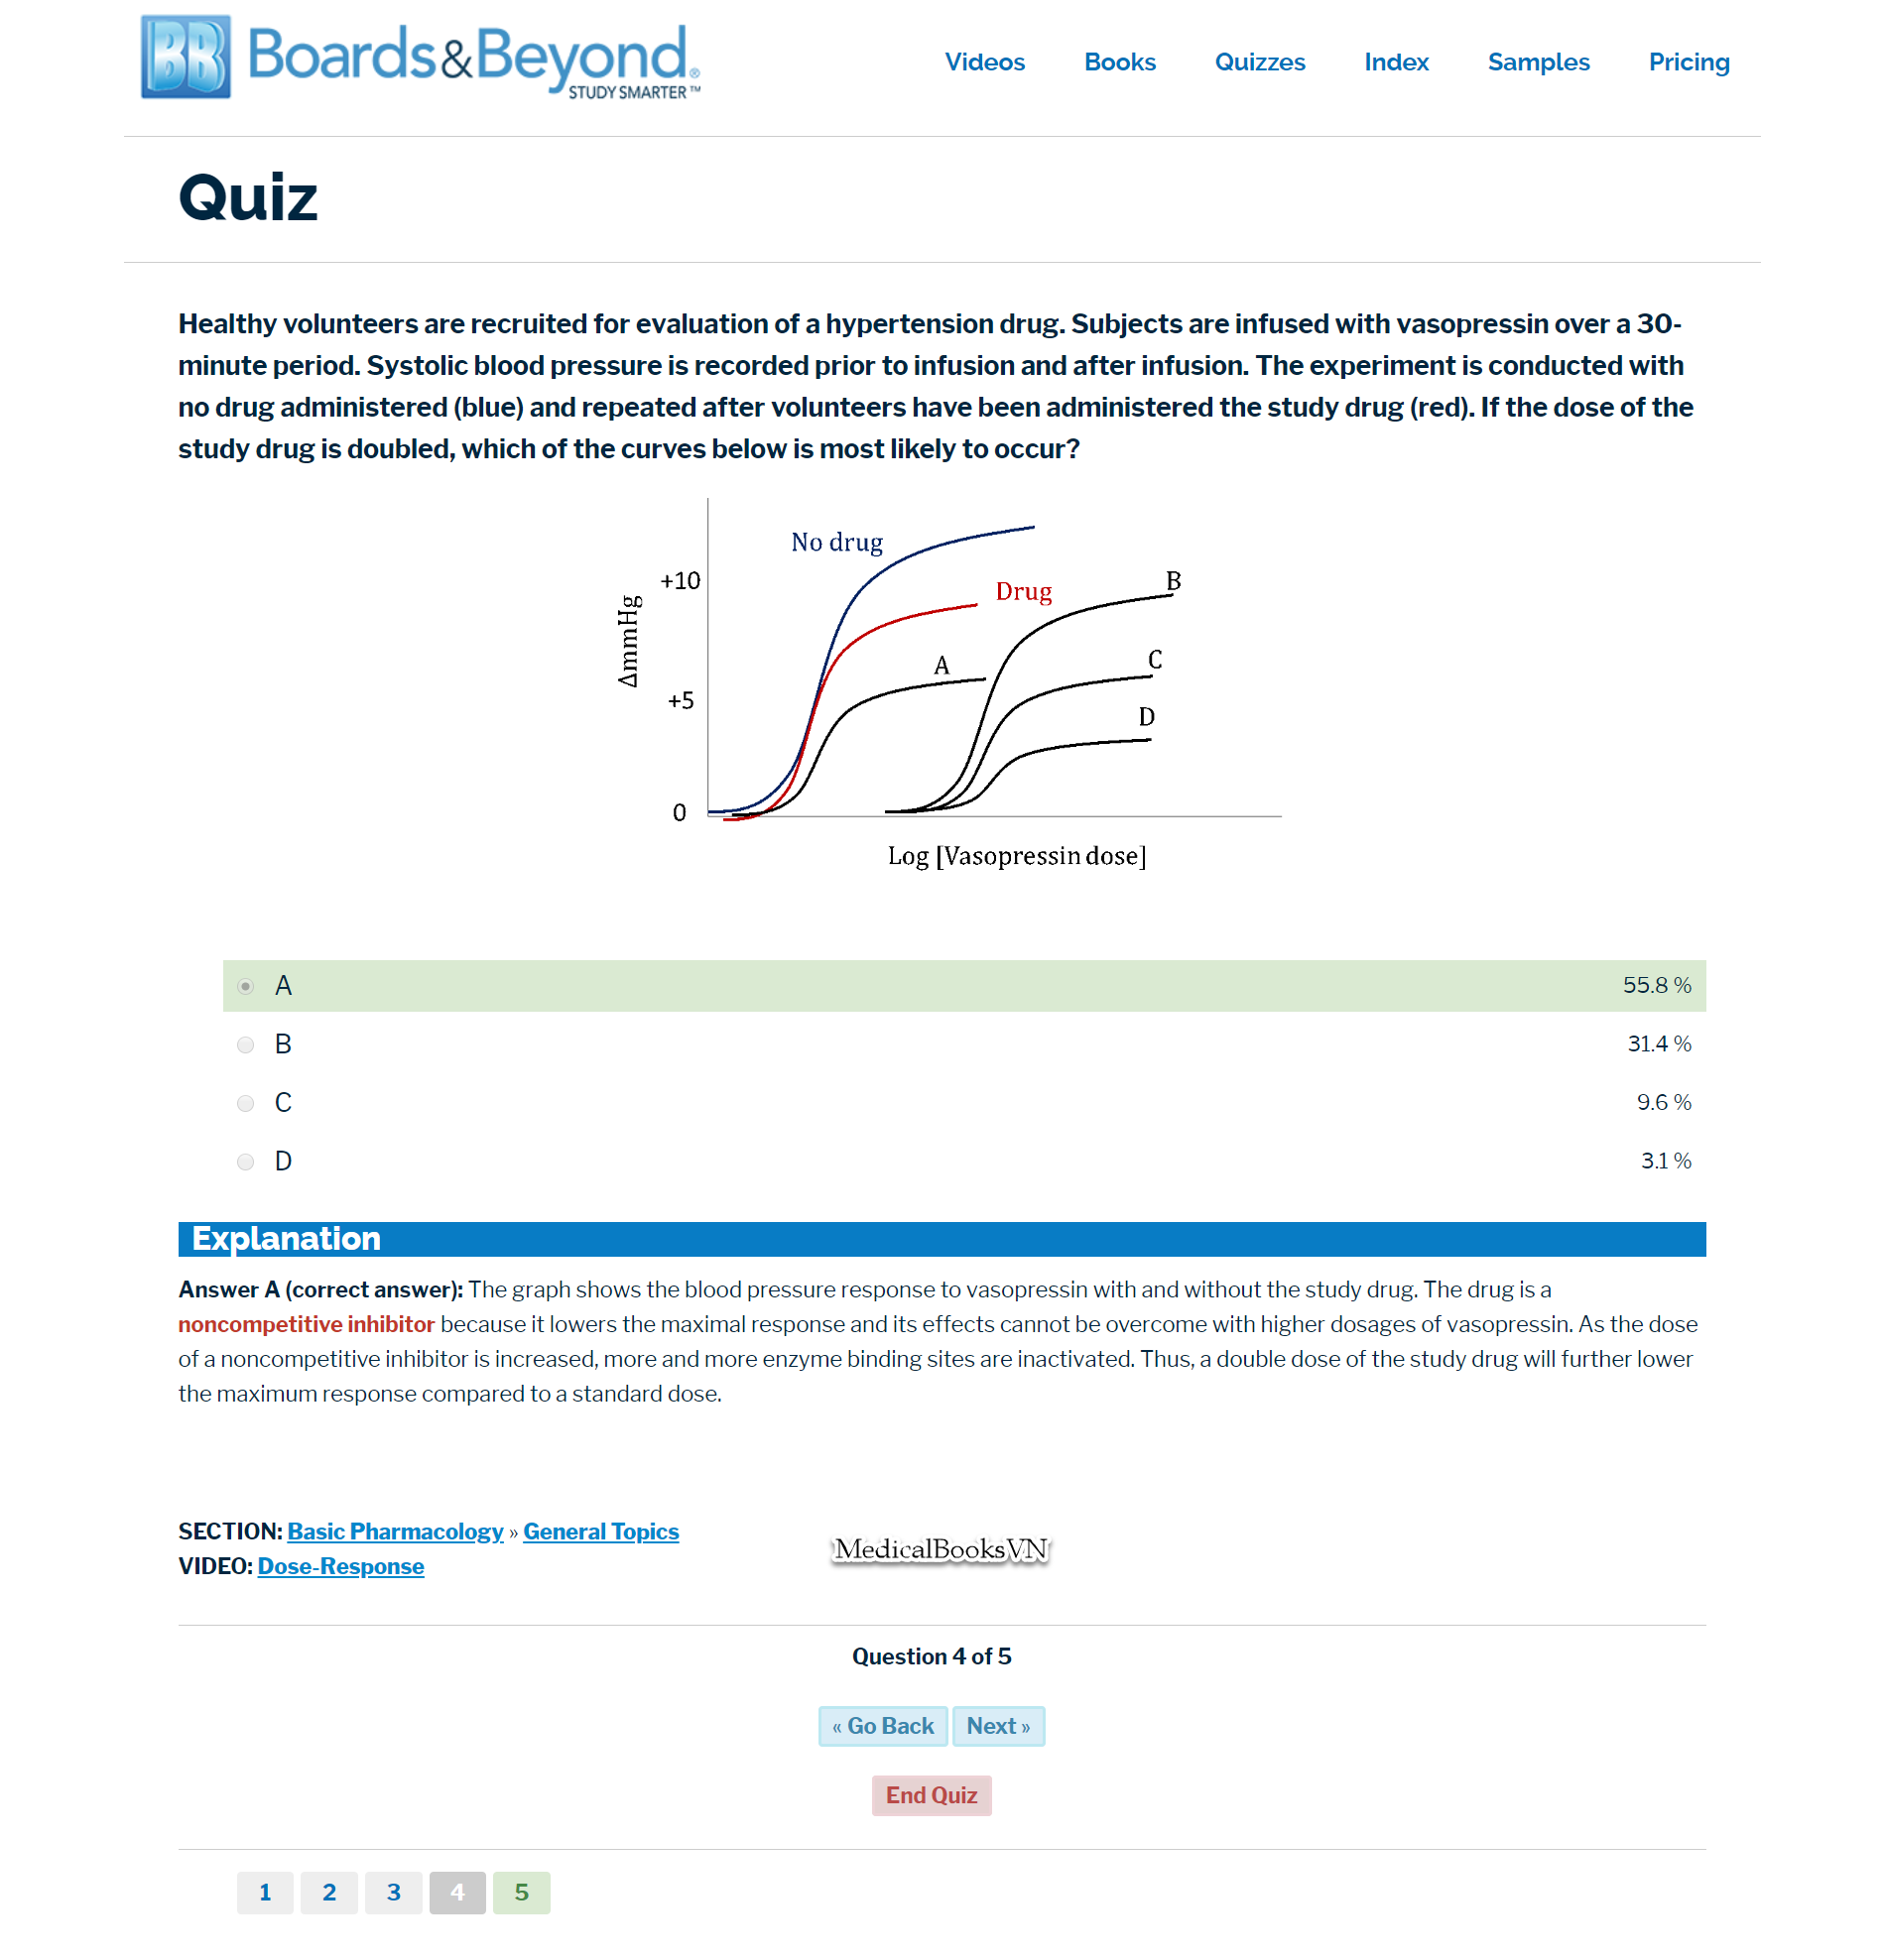 BB Boards&Beyond®
STUDY SMARTER™
Videos Books Quizzes Index Samples Pricing
Quiz
Healthy volunteers are recruited for evaluation of a hypertension drug. Subjects are infused with vasopressin over a 30-
minute period. Systolic blood pressure is recorded prior to infusion and after infusion. The experiment is conducted with
no drug administered (blue) and repeated after volunteers have been administered the study drug (red). If the dose of the
study drug is doubled, which of the curves below is most likely to occur?
No drug
+10
B
Drug
ΔmmHg
C
A
+5
D
0
Log [Vasopressin dose]
A 55.8 %
B 31.4 %
C 9.6 %
D 3.1 %
Explanation
Answer A (correct answer): The graph shows the blood pressure response to vasopressin with and without the study drug. The drug is a
noncompetitive inhibitor because it lowers the maximal response and its effects cannot be overcome with higher dosages of vasopressin. As the dose
of a noncompetitive inhibitor is increased, more and more enzyme binding sites are inactivated. Thus, a double dose of the study drug will further lower
the maximum response compared to a standard dose.
SECTION: Basic Pharmacology » General Topics
MedicalBooksVN
VIDEO: Dose-Response
Question 4 of 5
« Go Back Next »
End Quiz
1 2 3 4 5